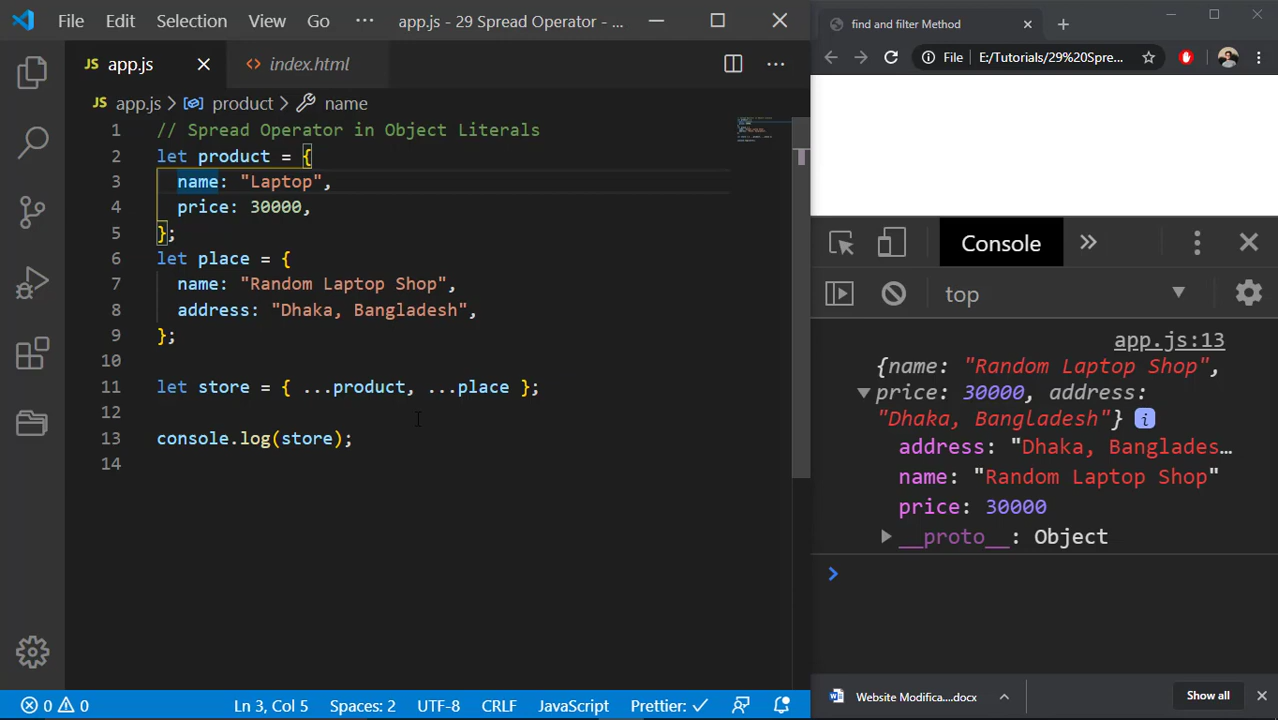 File Edit Selection View Go ··· app.js - 29 Spread Operator - ...
JS app.js × <> index.html ···
JS app.js > product > name
1 // Spread Operator in Object Literals
2 let product = {
3 name: "Laptop",
4 price: 30000,
5 };
6 let place = {
7 name: "Random Laptop Shop",
8 address: "Dhaka, Bangladesh",
9 };
10
11 let store = { ...product, ...place };
12
13 console.log(store);
14
0 0 Ln 3, Col 5 Spaces: 2 UTF-8 CRLF JavaScript Prettier: ✓
find and filter Method
File E:/Tutorials/29%20Spre...
Console »
top
app.js:13
{name: "Random Laptop Shop",
price: 30000, address:
"Dhaka, Bangladesh"} i
address: "Dhaka, Banglades…
name: "Random Laptop Shop"
price: 30000
__proto__: Object
Website Modifica....docx Show all